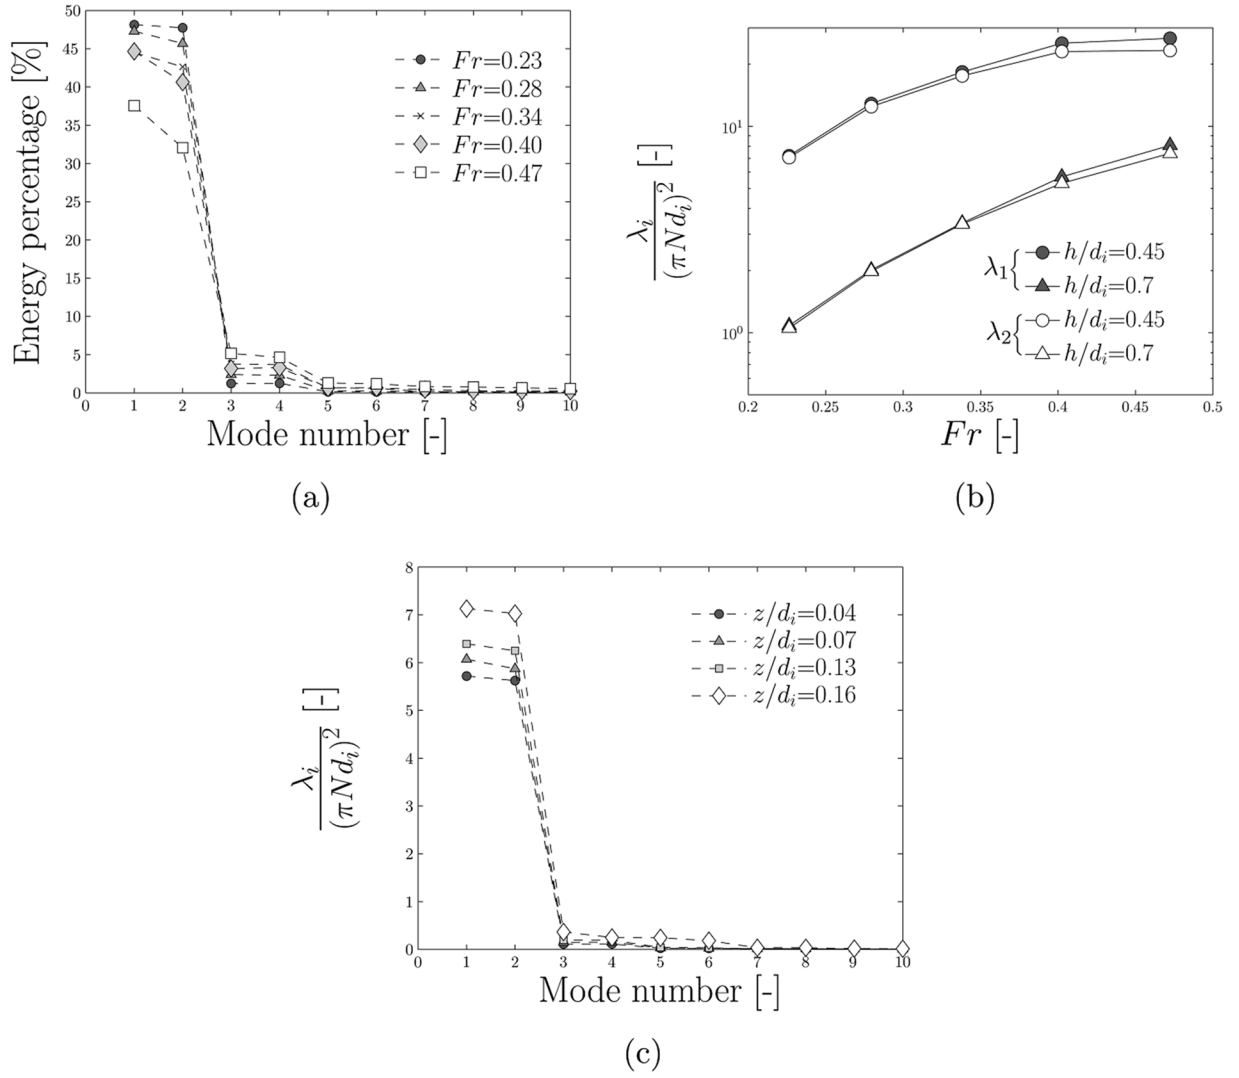 50
45
40
35
30
25
20
15
10
5
0
Energy percentage [%]
Fr=0.23
Fr=0.28
Fr=0.34
Fr=0.40
Fr=0.47
0 1 2 3 4 5 6 7 8 9 10
Mode number [-]
(a)
10¹
10⁰
λᵢ/(πNdᵢ)² [-]
λ₁{ h/dᵢ=0.45
h/dᵢ=0.7
λ₂{ h/dᵢ=0.45
h/dᵢ=0.7
0.2 0.25 0.3 0.35 0.4 0.45 0.5
Fr [-]
(b)
8
7
6
5
4
3
2
1
0
λᵢ/(πNdᵢ)² [-]
z/dᵢ=0.04
z/dᵢ=0.07
z/dᵢ=0.13
z/dᵢ=0.16
0 1 2 3 4 5 6 7 8 9 10
Mode number [-]
(c)